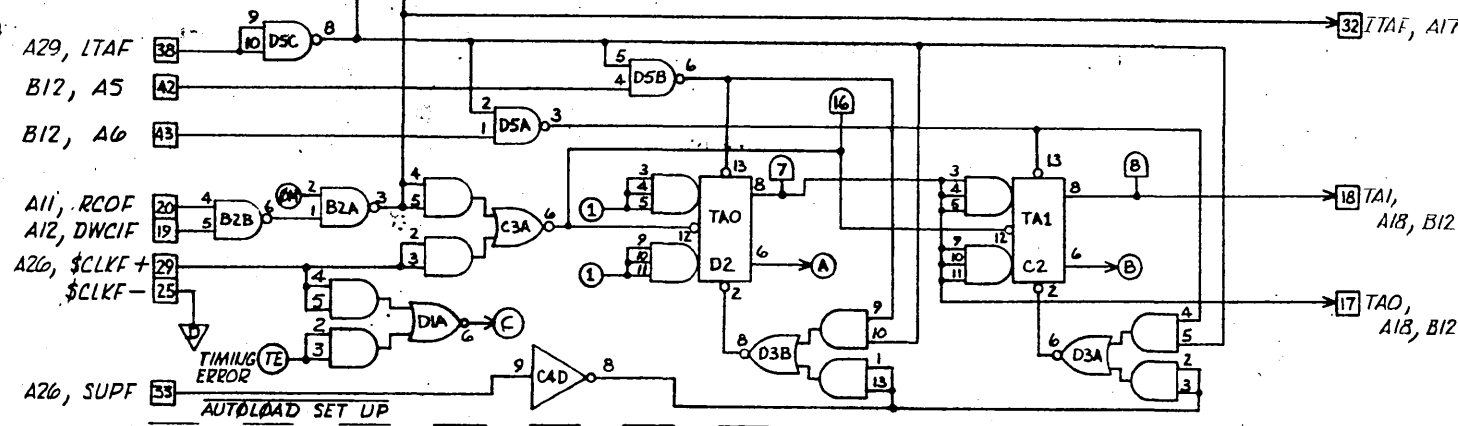 A29, LTAF 38
9
10 D5C 8
32 ITAF, A17
B12, A5 42
5
4 D5B 6
B12, A6 43
2
1 D5A 3
16
A11, RCOF 20
A12, DWCIF 19
4
5 B2B 6
2
1 B2A 3
4
5
2
3
C3A 6
A26, $CLKF+ 29
$CLKF- 25
4
5
2
3
D1A 6
C
TIMING ERROR TE
1
3
4
5
1
9
10
11
13
TA0
12
D2
2
8
7
6
A
3
4
5
9
10
11
13
TA1
12
C2
2
8
8
6
B
18 TA1,
A18, B12
17 TA0,
A18, B12
9
10
1
13
8 D3B
4
5
2
3
6 D3A
A26, SUPF 33
9 C4D 8
AUTOLOAD SET UP